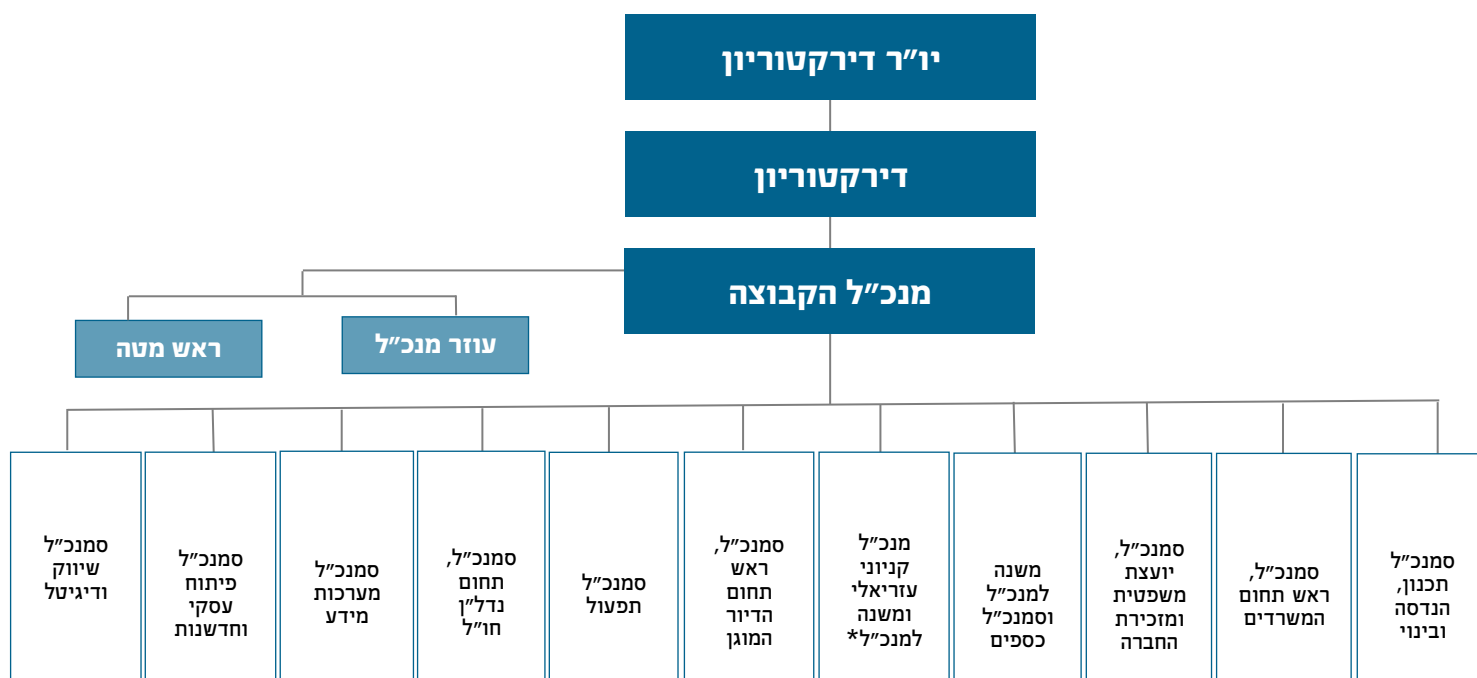 יו״ר דירקטוריון
דירקטוריון
מנכ״ל הקבוצה
עוזר מנכ״ל
ראש מטה
סמנכ״ל
תכנון,
הנדסה
ובינוי
סמנכ״ל,
ראש תחום
המשרדים
סמנכ״ל,
יועצת
משפטית
ומזכירת
החברה
משנה
למנכ״ל
וסמנכ״ל
כספים
מנכ״ל
קניוני
עזריאלי
ומשנה
למנכ״ל*
סמנכ״ל,
ראש
תחום
הדיור
המוגן
סמנכ״ל
תפעול
סמנכ״ל,
תחום
נדל״ן
חו״ל
סמנכ״ל
מערכות
מידע
סמנכ״ל
פיתוח
עסקי
וחדשנות
סמנכ״ל
שיווק
ודיגיטל